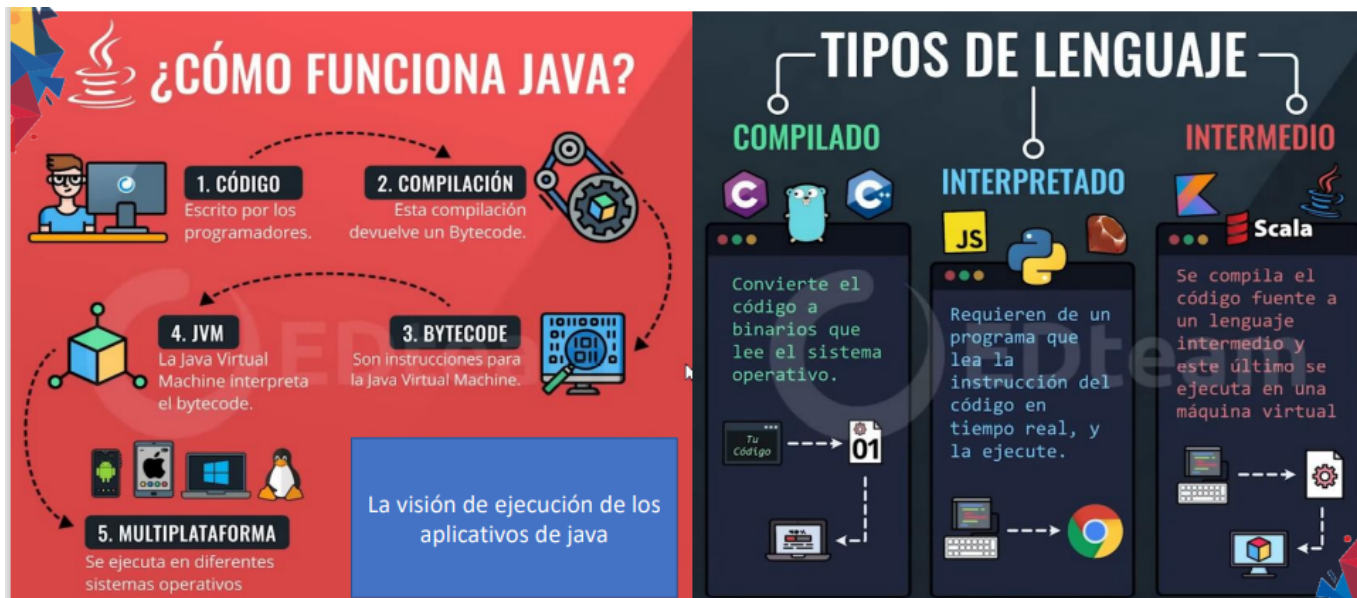 ¿CÓMO FUNCIONA JAVA?
1. CÓDIGO
Escrito por los
programadores.
2. COMPILACIÓN
Esta compilación
devuelve un Bytecode.
4. JVM
La Java Virtual
Machine interpreta
el bytecode.
3. BYTECODE
Son instrucciones para
la Java Virtual Machine.
5. MULTIPLATAFORMA
Se ejecuta en diferentes
sistemas operativos
La visión de ejecución de los
aplicativos de java
EDteam
TIPOS DE LENGUAJE
COMPILADO
C
C++
Convierte el
código a
binarios que
lee el sistema
operativo.
Tu
Código
01
INTERPRETADO
JS
Requieren de un
programa que
lea la
instrucción del
código en
tiempo real, y
la ejecute.
INTERMEDIO
Scala
Se compila el
código fuente a
un lenguaje
intermedio y
este último se
ejecuta en una
máquina virtual
EDteam